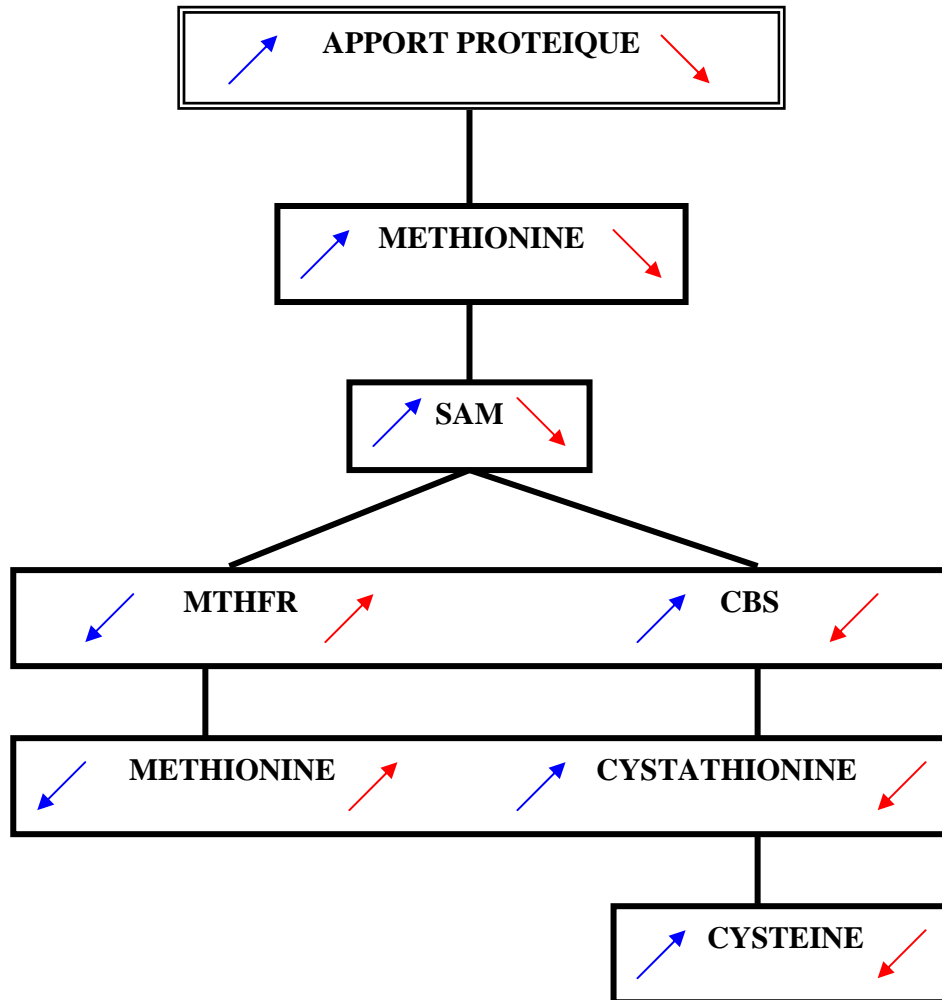 APPORT PROTEIQUE
METHIONINE
SAM
MTHFR CBS
METHIONINE CYSTATHIONINE
CYSTEINE